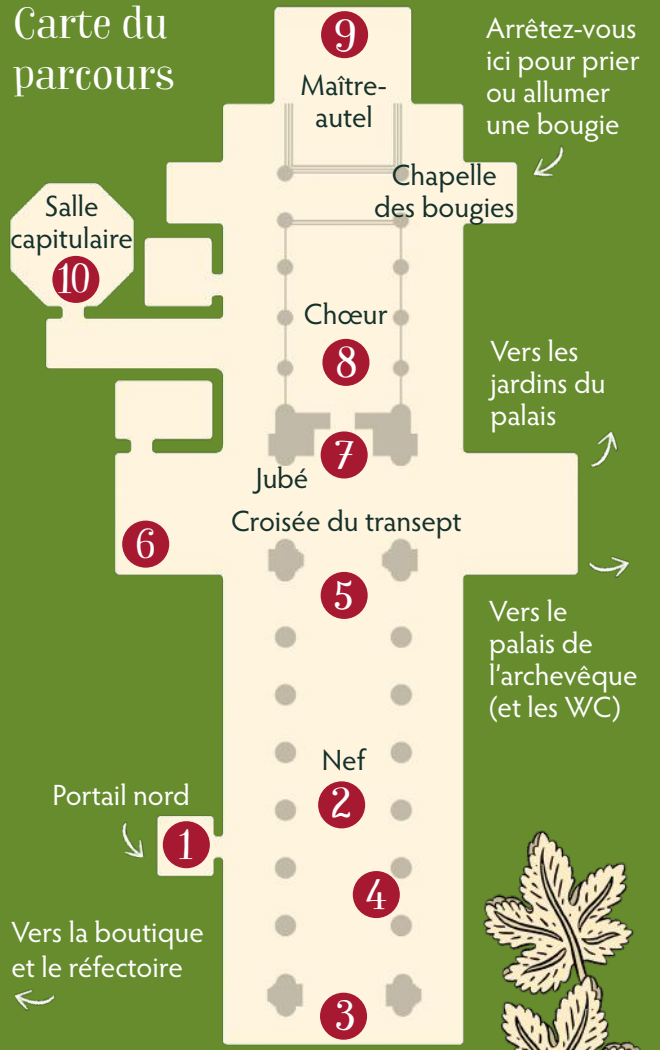 Carte du
parcours
9
Maître-
autel
Arrêtez-vous
ici pour prier
ou allumer
une bougie
Chapelle
des bougies
Salle
capitulaire
10
Chœur
8
Vers les
jardins du
palais
7
Jubé
Croisée du transept
6
5
Vers le
palais de
l'archevêque
(et les WC)
Nef
2
Portail nord
1
4
Vers la boutique
et le réfectoire
3